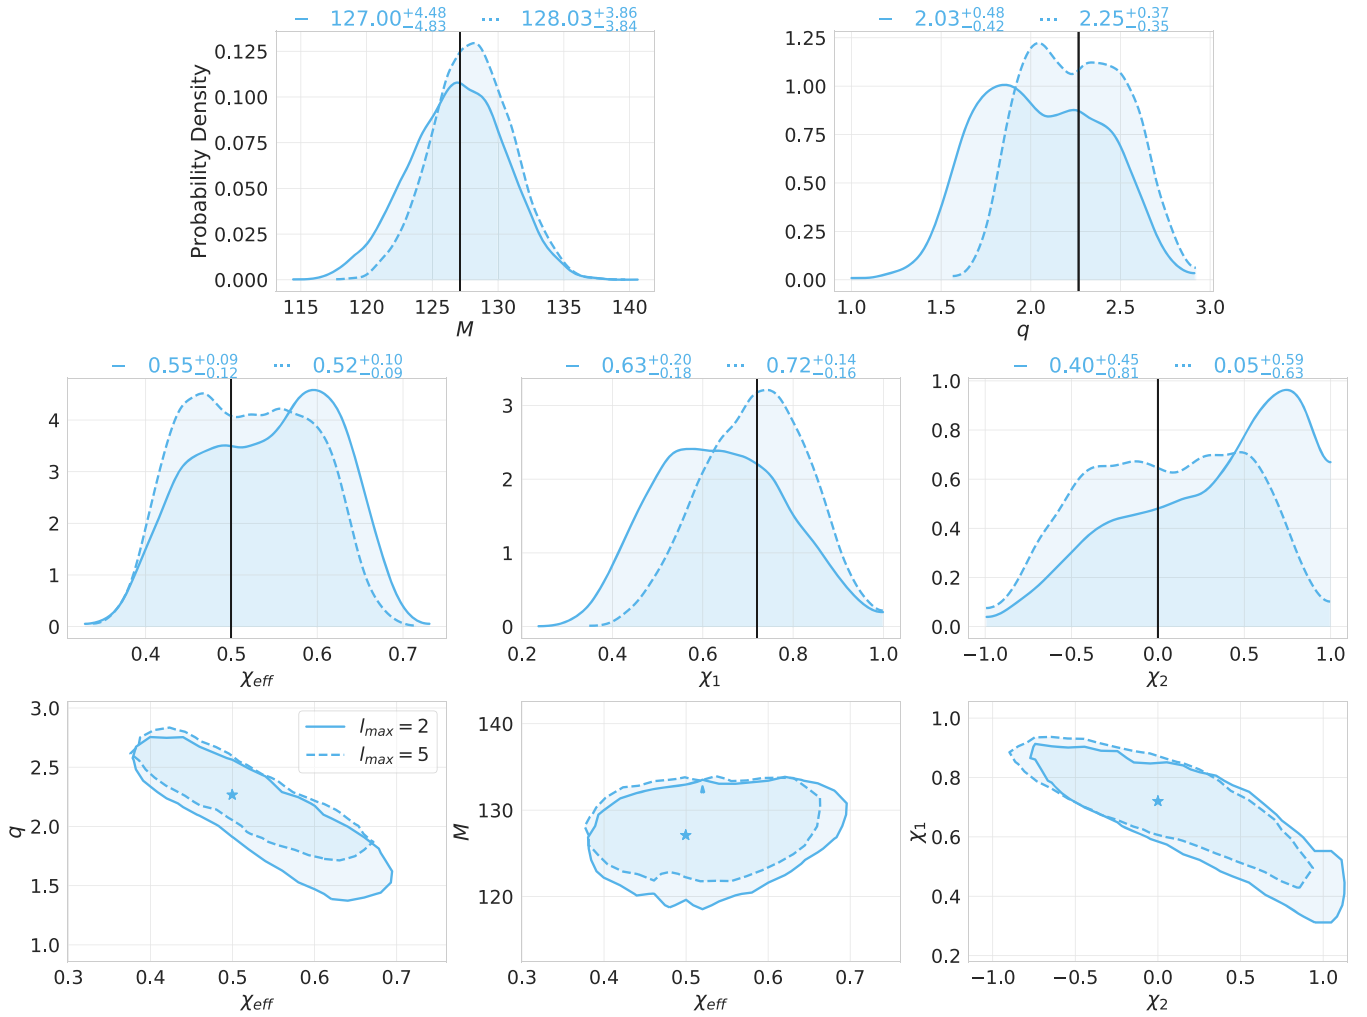 – 127.00+4.48−4.83 ... 128.03+3.86−3.84
– 2.03+0.48−0.42 ... 2.25+0.37−0.35
Probability Density
0.125
0.100
0.075
0.050
0.025
0.000
115 120 125 130 135 140
M
1.25
1.00
0.75
0.50
0.25
0.00
1.0 1.5 2.0 2.5 3.0
q
– 0.55+0.09−0.12 ... 0.52+0.10−0.09
– 0.63+0.20−0.18 ... 0.72+0.14−0.16
– 0.40+0.45−0.81 ... 0.05+0.59−0.63
4
3
2
1
0
0.4 0.5 0.6 0.7
χeff
3
2
1
0
0.2 0.4 0.6 0.8 1.0
χ1
1.0
0.8
0.6
0.4
0.2
0.0
−1.0 −0.5 0.0 0.5 1.0
χ2
q
3.0
2.5
2.0
1.5
1.0
lmax = 2
lmax = 5
0.3 0.4 0.5 0.6 0.7
χeff
M
140
130
120
0.3 0.4 0.5 0.6 0.7
χeff
χ1
1.0
0.8
0.6
0.4
0.2
−1.0 −0.5 0.0 0.5 1.0
χ2